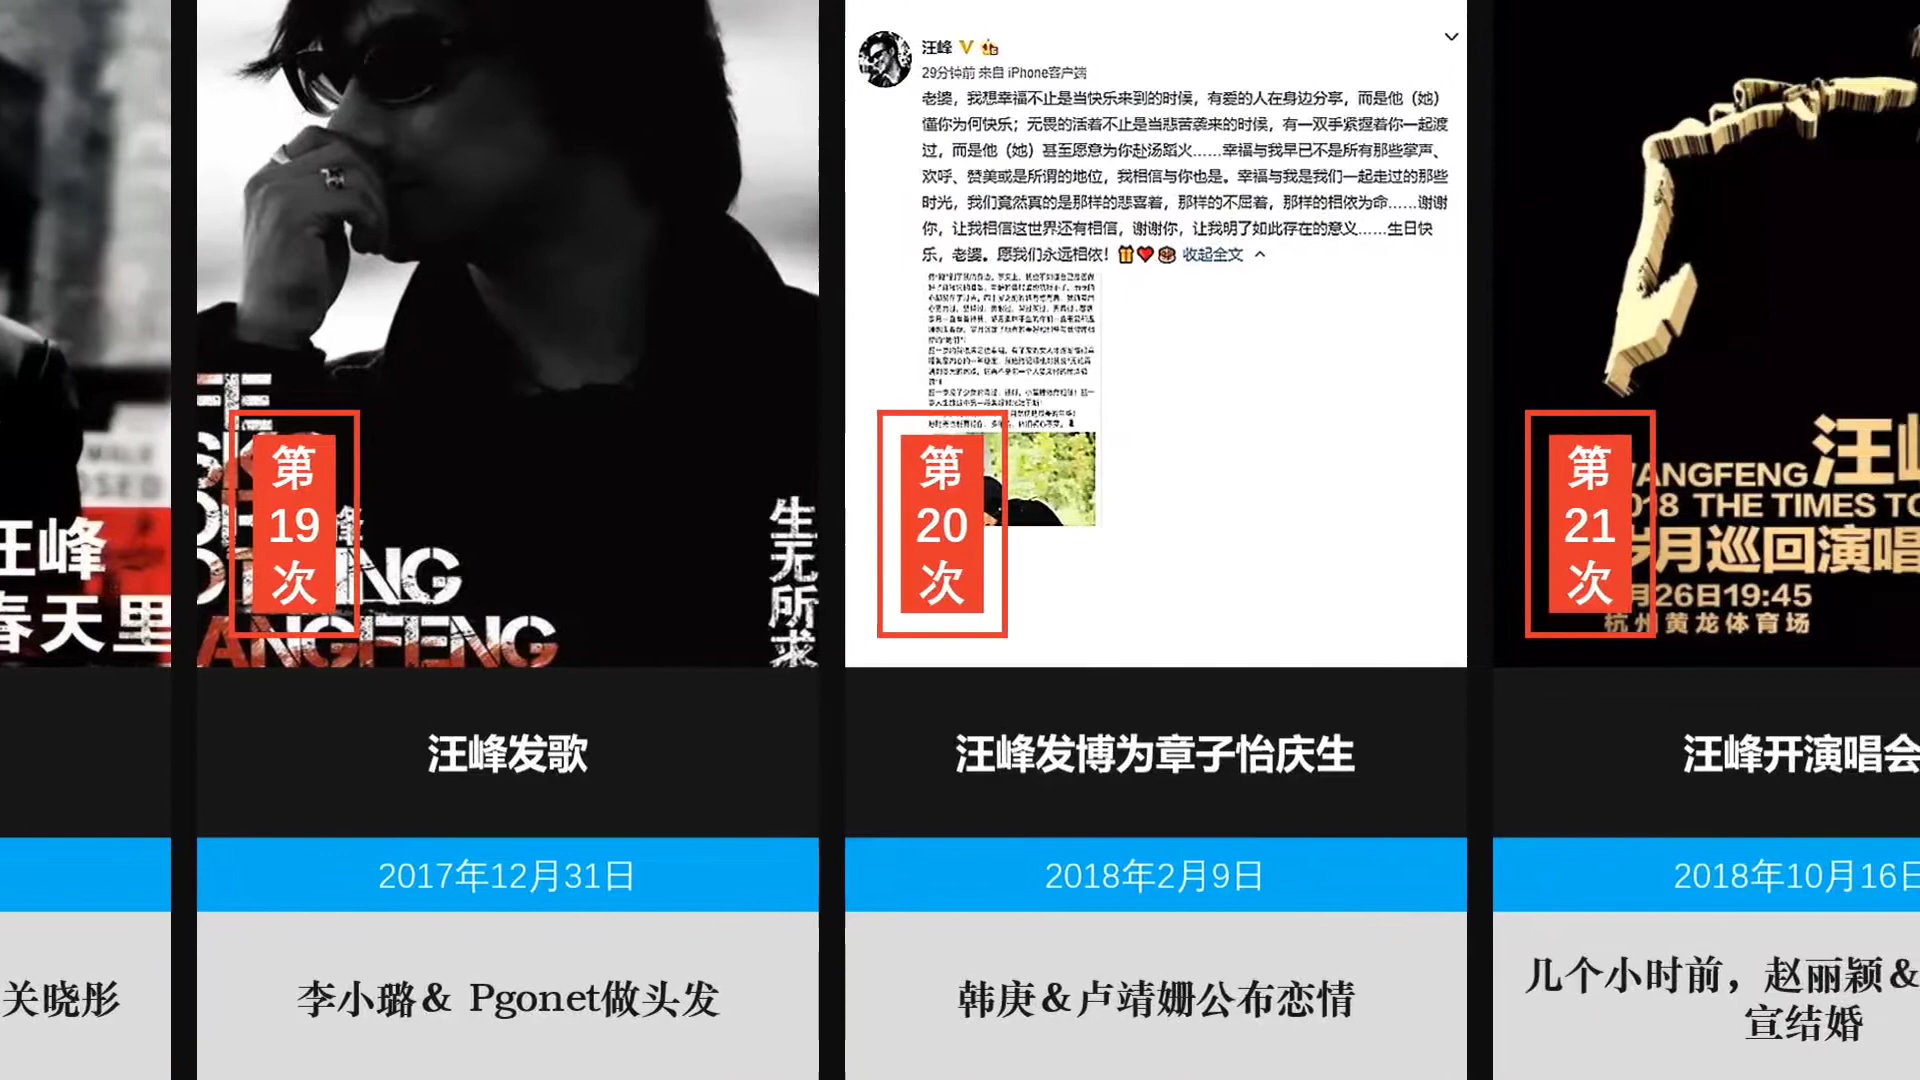 汪峰
春天里
关晓彤
第
19
次
生无所求
ANGFENG
汪峰发歌
2017年12月31日
李小璐& Pgonet做头发
汪峰
29分钟前 来自 iPhone客户端
老婆，我想幸福不止是当快乐来到的时候，有爱的人在身边分享，而是他（她）
懂你为何快乐；无畏的活着不止是当悲苦袭来的时候，有一双手紧握着你一起渡
过，而是他（她）甚至愿意为你赴汤蹈火……幸福与我早已不是所有那些掌声、
欢呼、赞美或是所谓的地位，我相信与你也是。幸福与我是我们一起走过的那些
时光，我们竟然真的是那样的悲喜着，那样的不屈着，那样的相依为命……谢谢
你，让我相信这世界还有相信，谢谢你，让我明了如此存在的意义……生日快
乐，老婆。愿我们永远相依！ 收起全文
第
20
次
汪峰发博为章子怡庆生
2018年2月9日
韩庚&卢靖姗公布恋情
第
21
次
ANGFENG 汪
018 THE TIMES TO
岁月巡回演唱
月26日19:45
杭州黄龙体育场
汪峰开演唱会
2018年10月16日
几个小时前，赵丽颖&
宣结婚